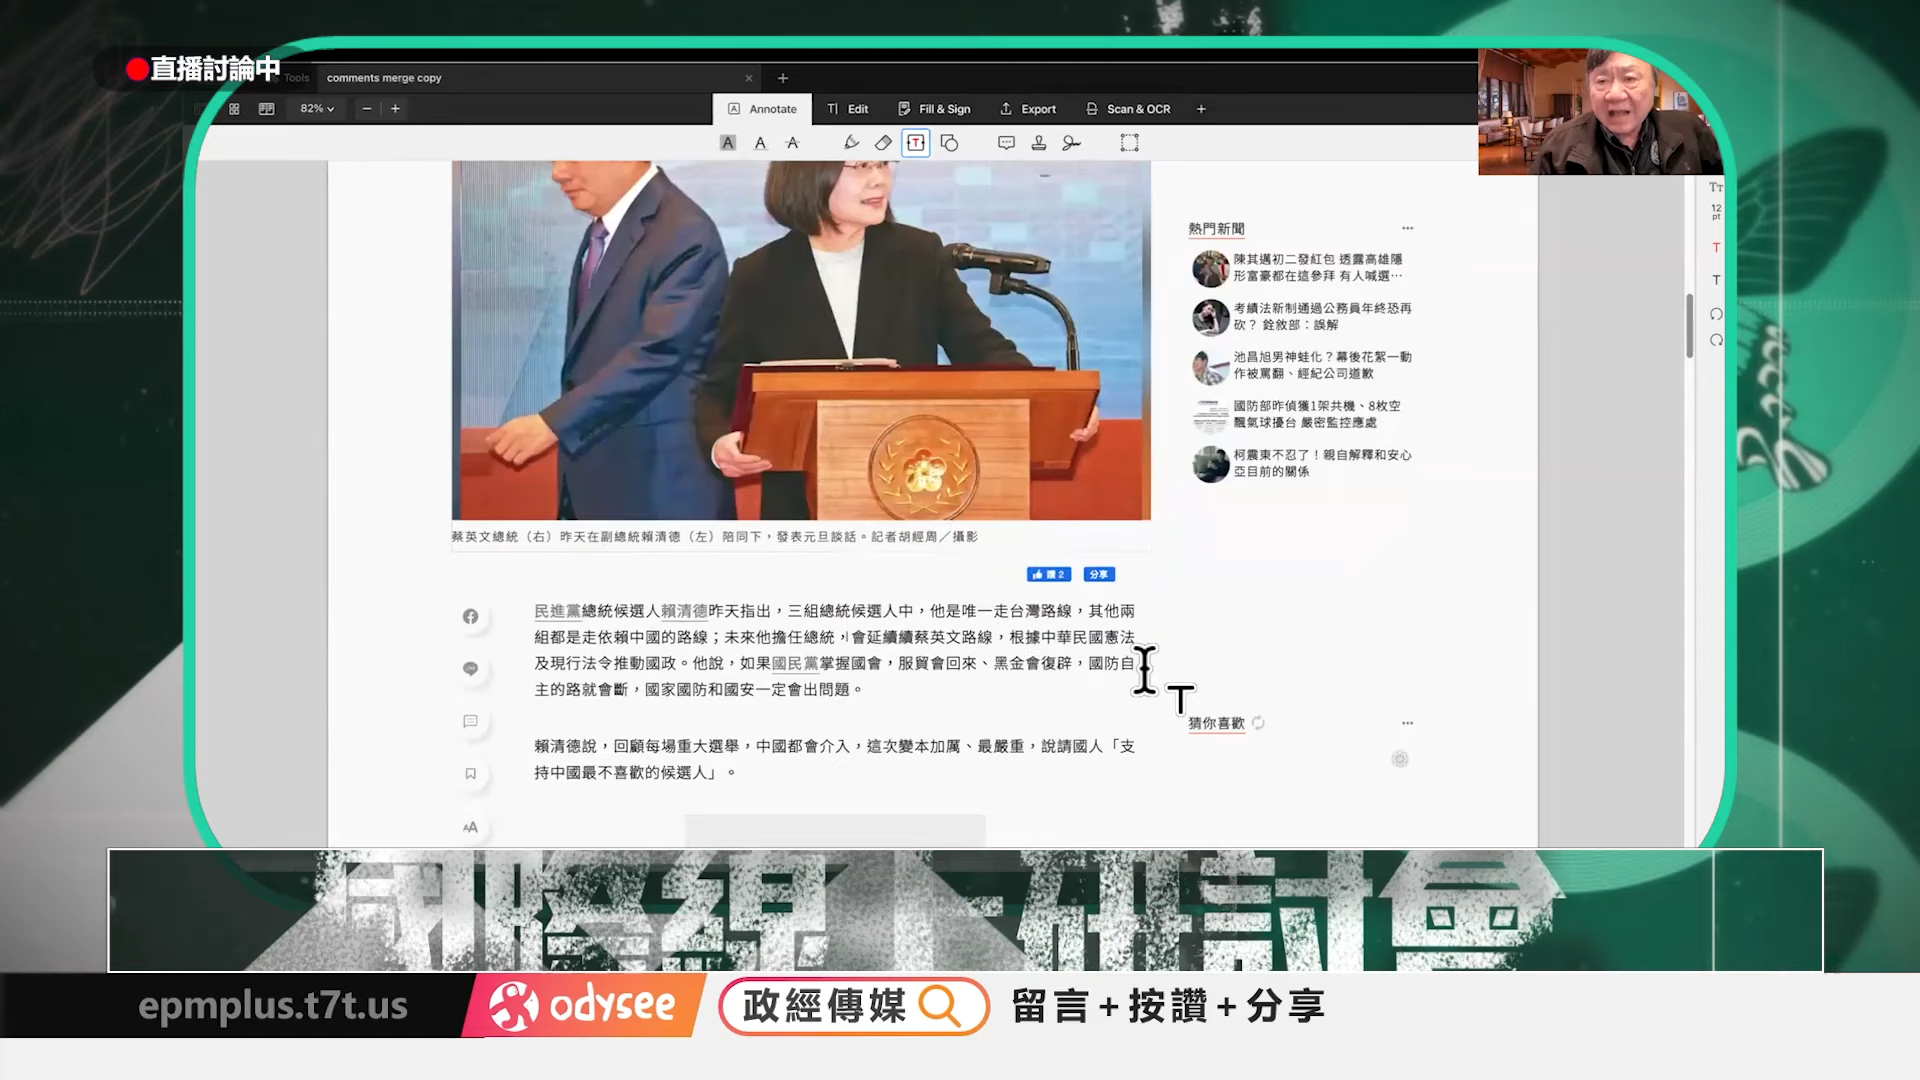 直播討論中
Tools
comments merge copy
82%
Annotate
Edit
Fill & Sign
Export
Scan & OCR
熱門新聞
陳其邁初二發紅包 透露高雄隱
形富豪都在這參拜 有人喊選…
考績法新制通過公務員年終恐再
砍？ 銓敘部：誤解
池昌旭男神蛙化？幕後花絮一動
作被罵翻、經紀公司道歉
國防部昨偵獲1架共機、8枚空
飄氣球擾台 嚴密監控應處
柯震東不忍了！親自解釋和安心
亞目前的關係
12
pt
蔡英文總統（右）昨天在副總統賴清德（左）陪同下，發表元旦談話。記者胡經周／攝影
讚 2
分享
民進黨總統候選人賴清德昨天指出，三組總統候選人中，他是唯一走台灣路線，其他兩
組都是走依賴中國的路線；未來他擔任總統，會延續續蔡英文路線，根據中華民國憲法
及現行法令推動國政。他說，如果國民黨掌握國會，服貿會回來、黑金會復辟，國防自
主的路就會斷，國家國防和國安一定會出問題。
猜你喜歡
賴清德說，回顧每場重大選舉，中國都會介入，這次變本加厲、最嚴重，說請國人「支
持中國最不喜歡的候選人」。
線上研討會
epmplus.t7t.us
odysee
政經傳媒
留言+按讚+分享